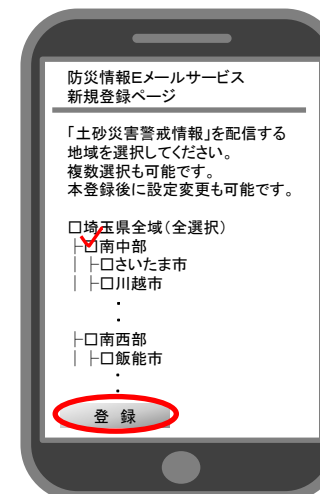 防災情報Eメールサービス
新規登録ページ
「土砂災害警戒情報」を配信する
地域を選択してください。
複数選択も可能です。
本登録後に設定変更も可能です。
□埼玉県全域(全選択)
├□南中部
│├□さいたま市
│├□川越市
・
・
├□南西部
│├□飯能市
・
・
登 録